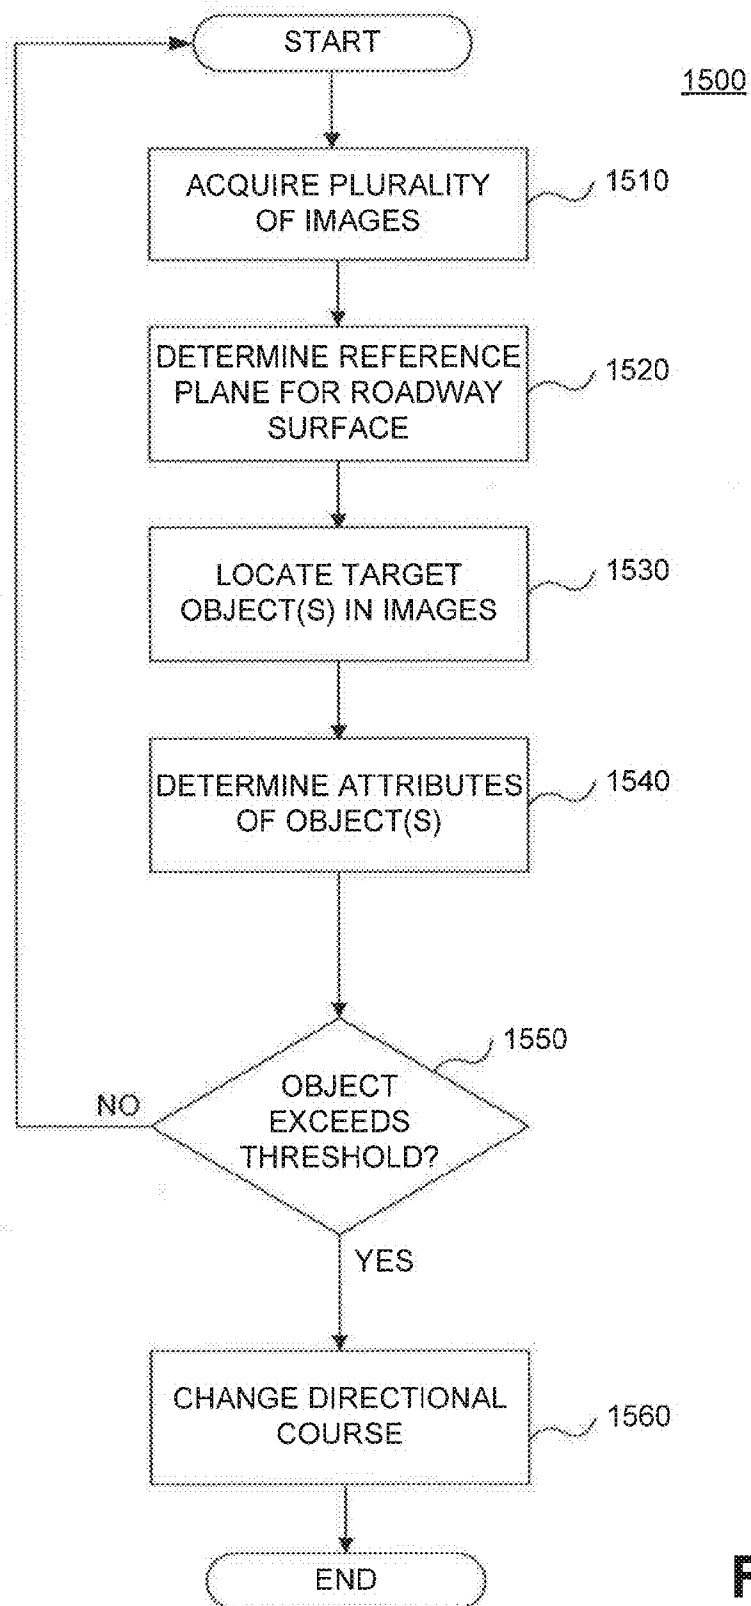 START
1500
ACQUIRE PLURALITY
OF IMAGES
1510
DETERMINE REFERENCE
PLANE FOR ROADWAY
SURFACE
1520
LOCATE TARGET
OBJECT(S) IN IMAGES
1530
DETERMINE ATTRIBUTES
OF OBJECT(S)
1540
1550
OBJECT
EXCEEDS
THRESHOLD?
NO
YES
CHANGE DIRECTIONAL
COURSE
1560
END